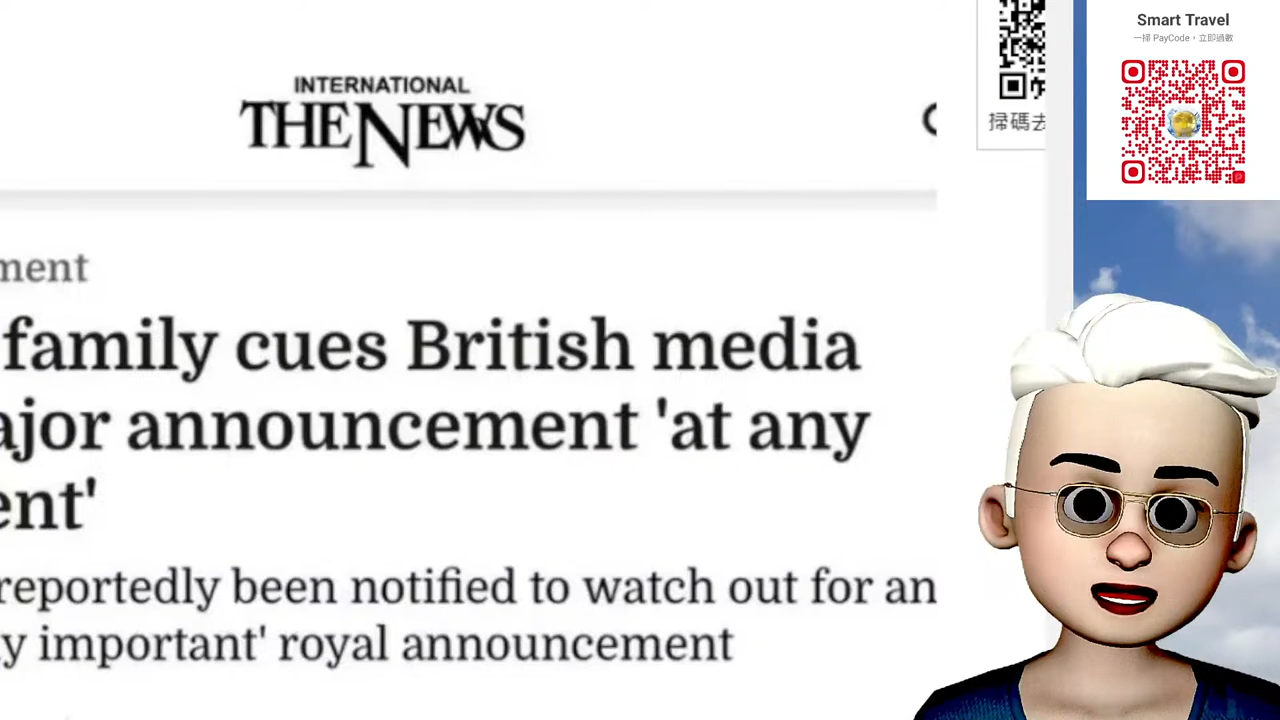 INTERNATIONAL
THE NEWS
ment
family cues British media
ajor announcement 'at any
ent'
reportedly been notified to watch out for an
y important' royal announcement
掃碼去
Smart Travel
一掃 PayCode，立即過數